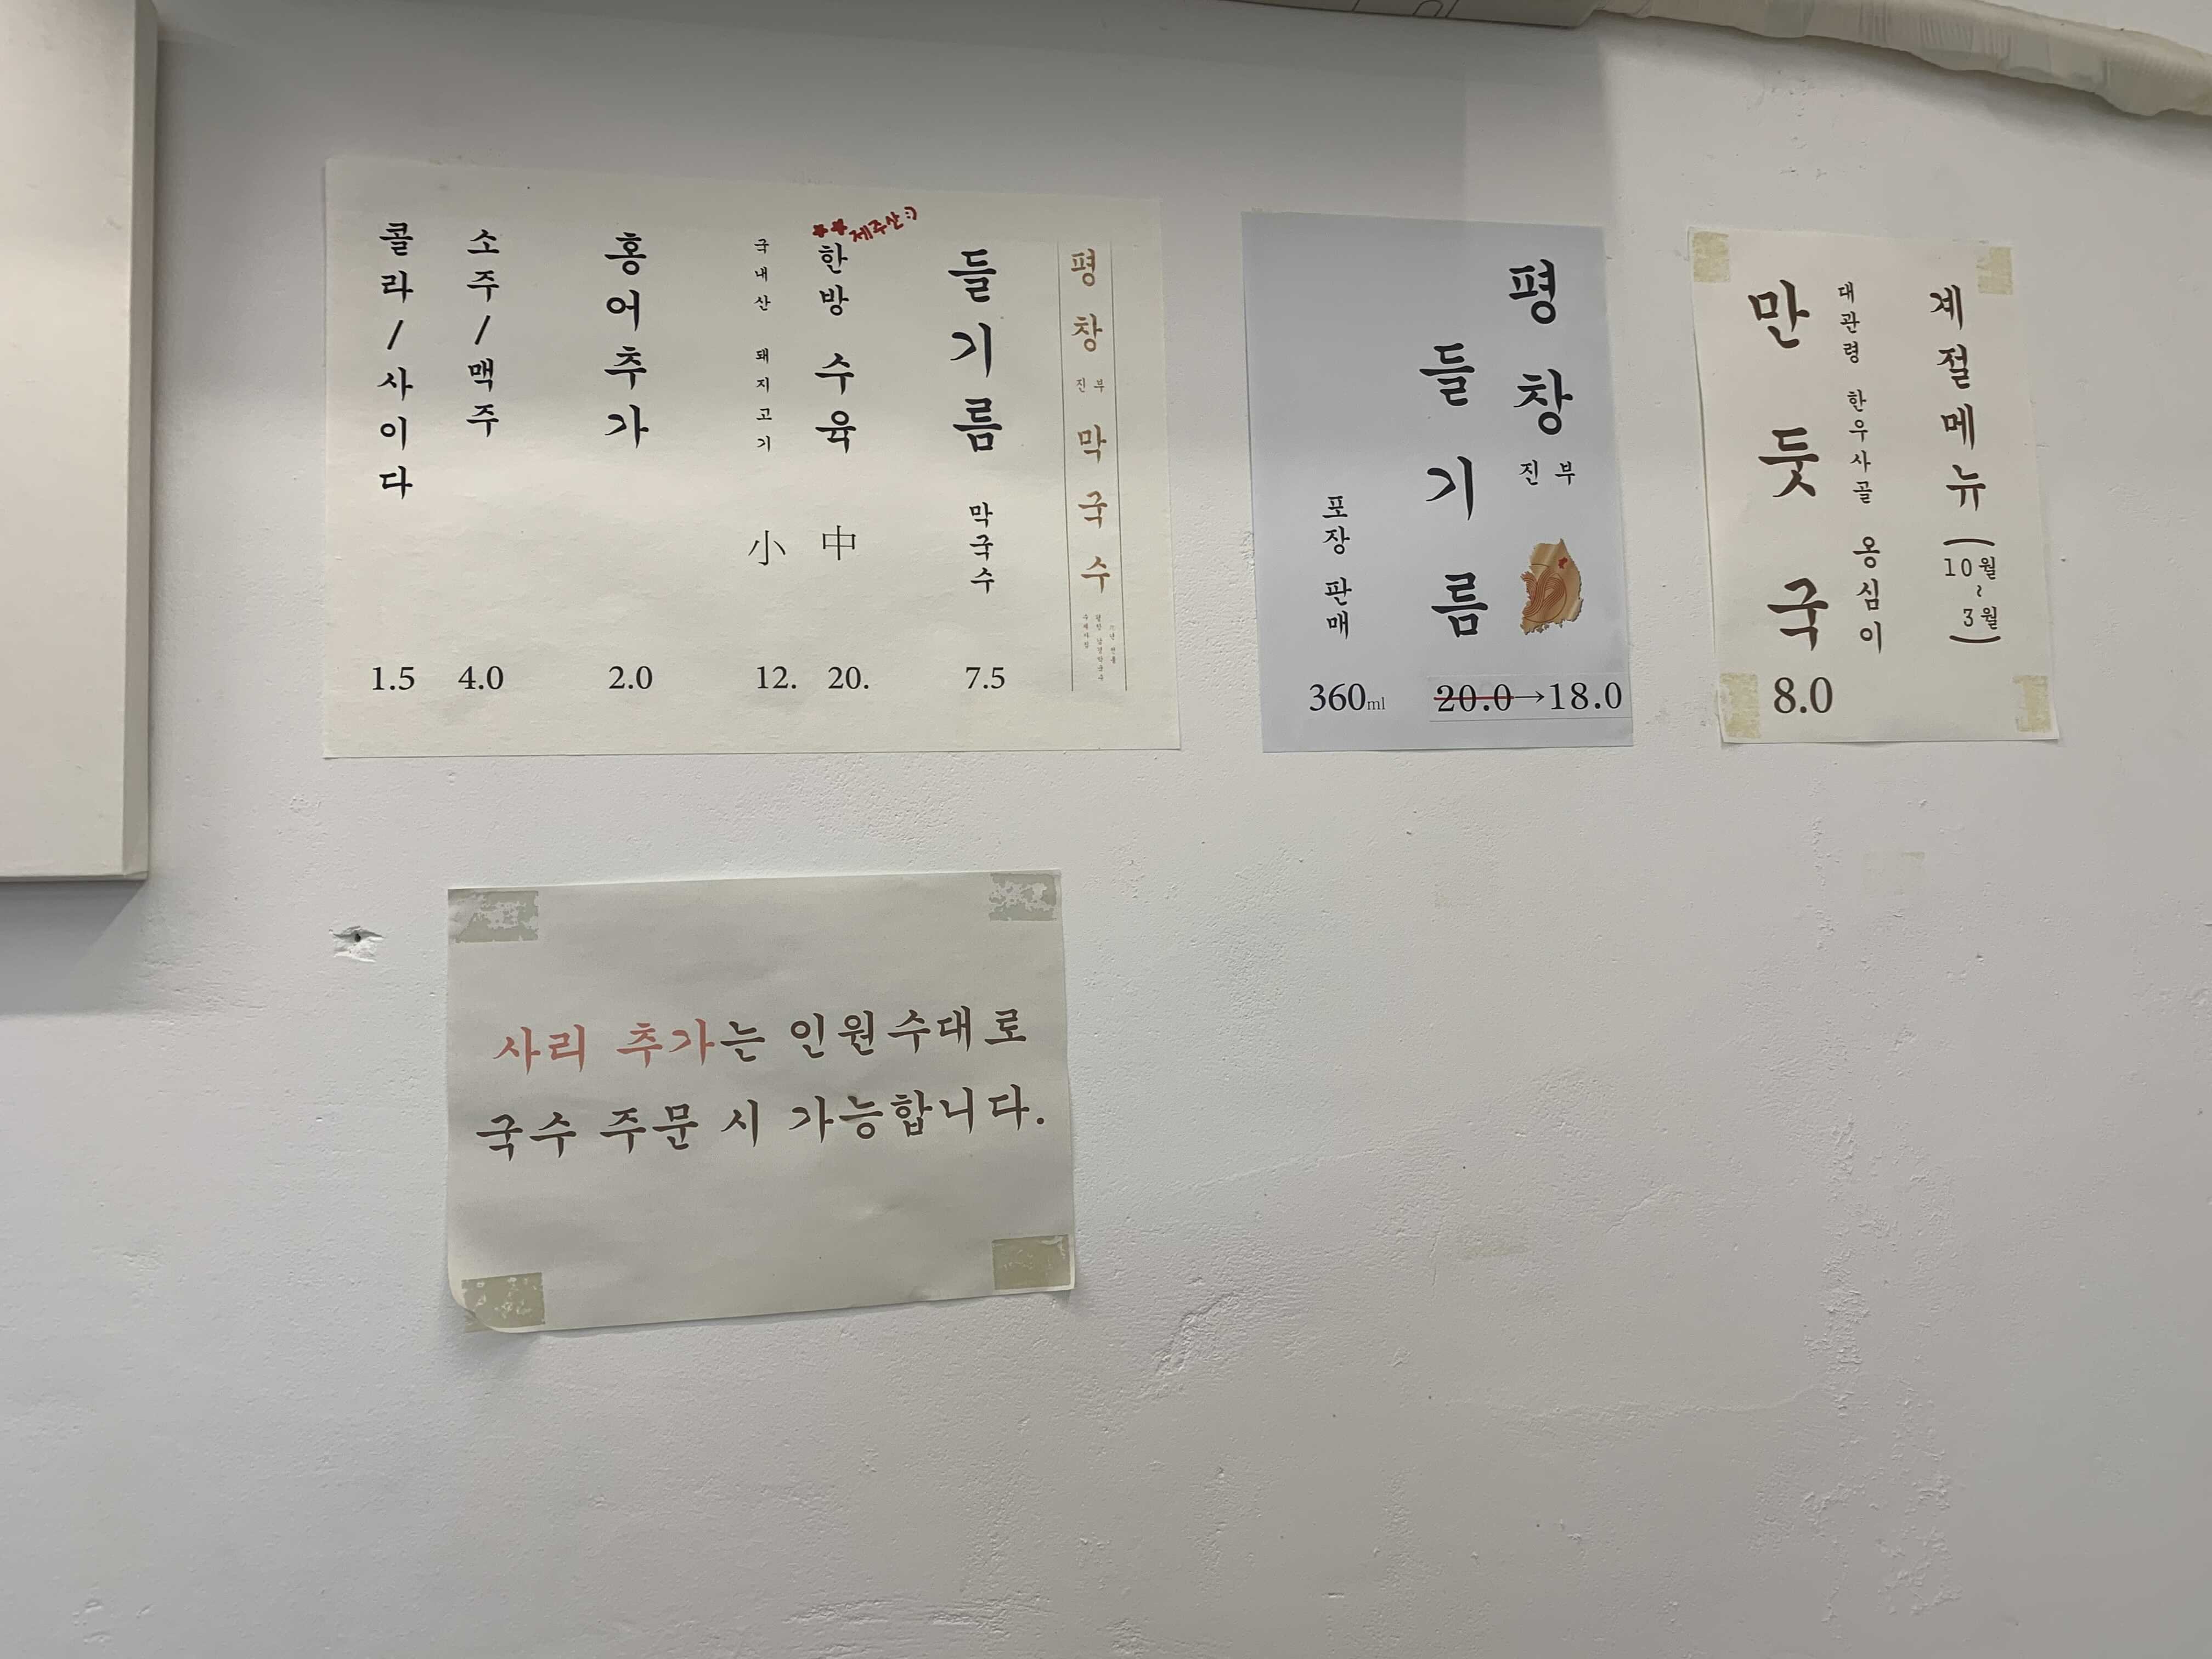 평창 진부 막국수
들기름 막국수 7.5
제주산:)
한방 수육 中 20.
국내산 돼지고기 小 12.
홍어추가 2.0
소주/맥주 4.0
콜라/사이다 1.5
평창 진부
들기름 20.0→18.0
포장 판매 360ml
계절메뉴(10월~3월)
대관령 한우사골 옹심이
만둣국 8.0
사리 추가는 인원수대로
국수 주문 시 가능합니다.